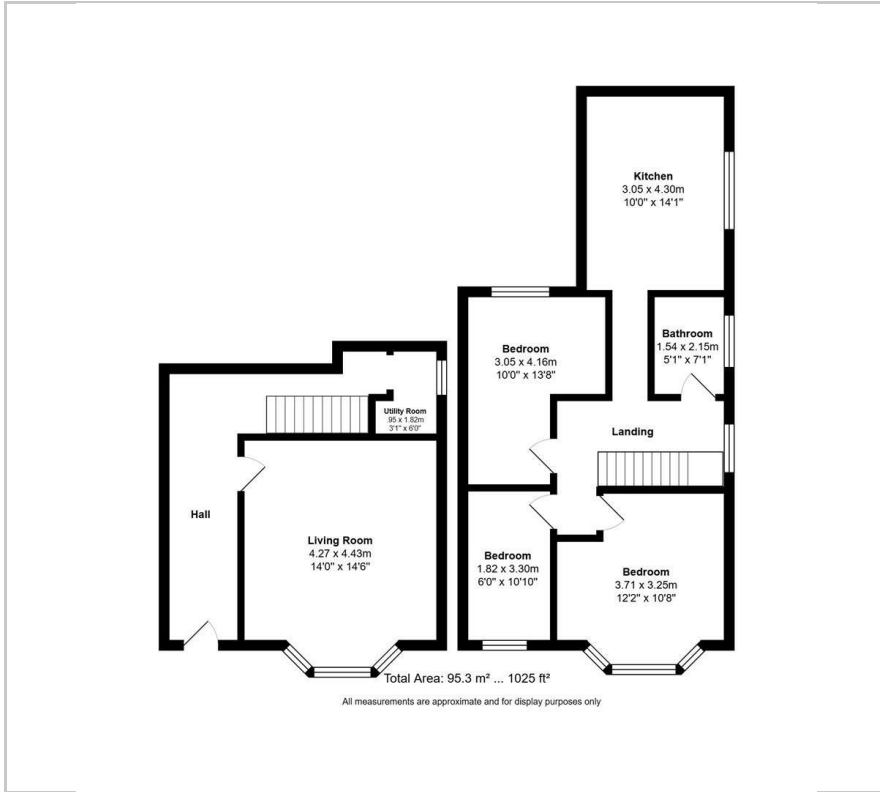 Kitchen
3.05 x 4.30m
10'0" x 14'1"
Bedroom
3.05 x 4.16m
10'0" x 13'8"
Bathroom
1.54 x 2.15m
5'1" x 7'1"
Utility Room
.95 x 1.82m
3'1" x 6'0"
Landing
Hall
Living Room
4.27 x 4.43m
14'0" x 14'6"
Bedroom
1.82 x 3.30m
6'0" x 10'10"
Bedroom
3.71 x 3.25m
12'2" x 10'8"
Total Area: 95.3 m² ... 1025 ft²
All measurements are approximate and for display purposes only